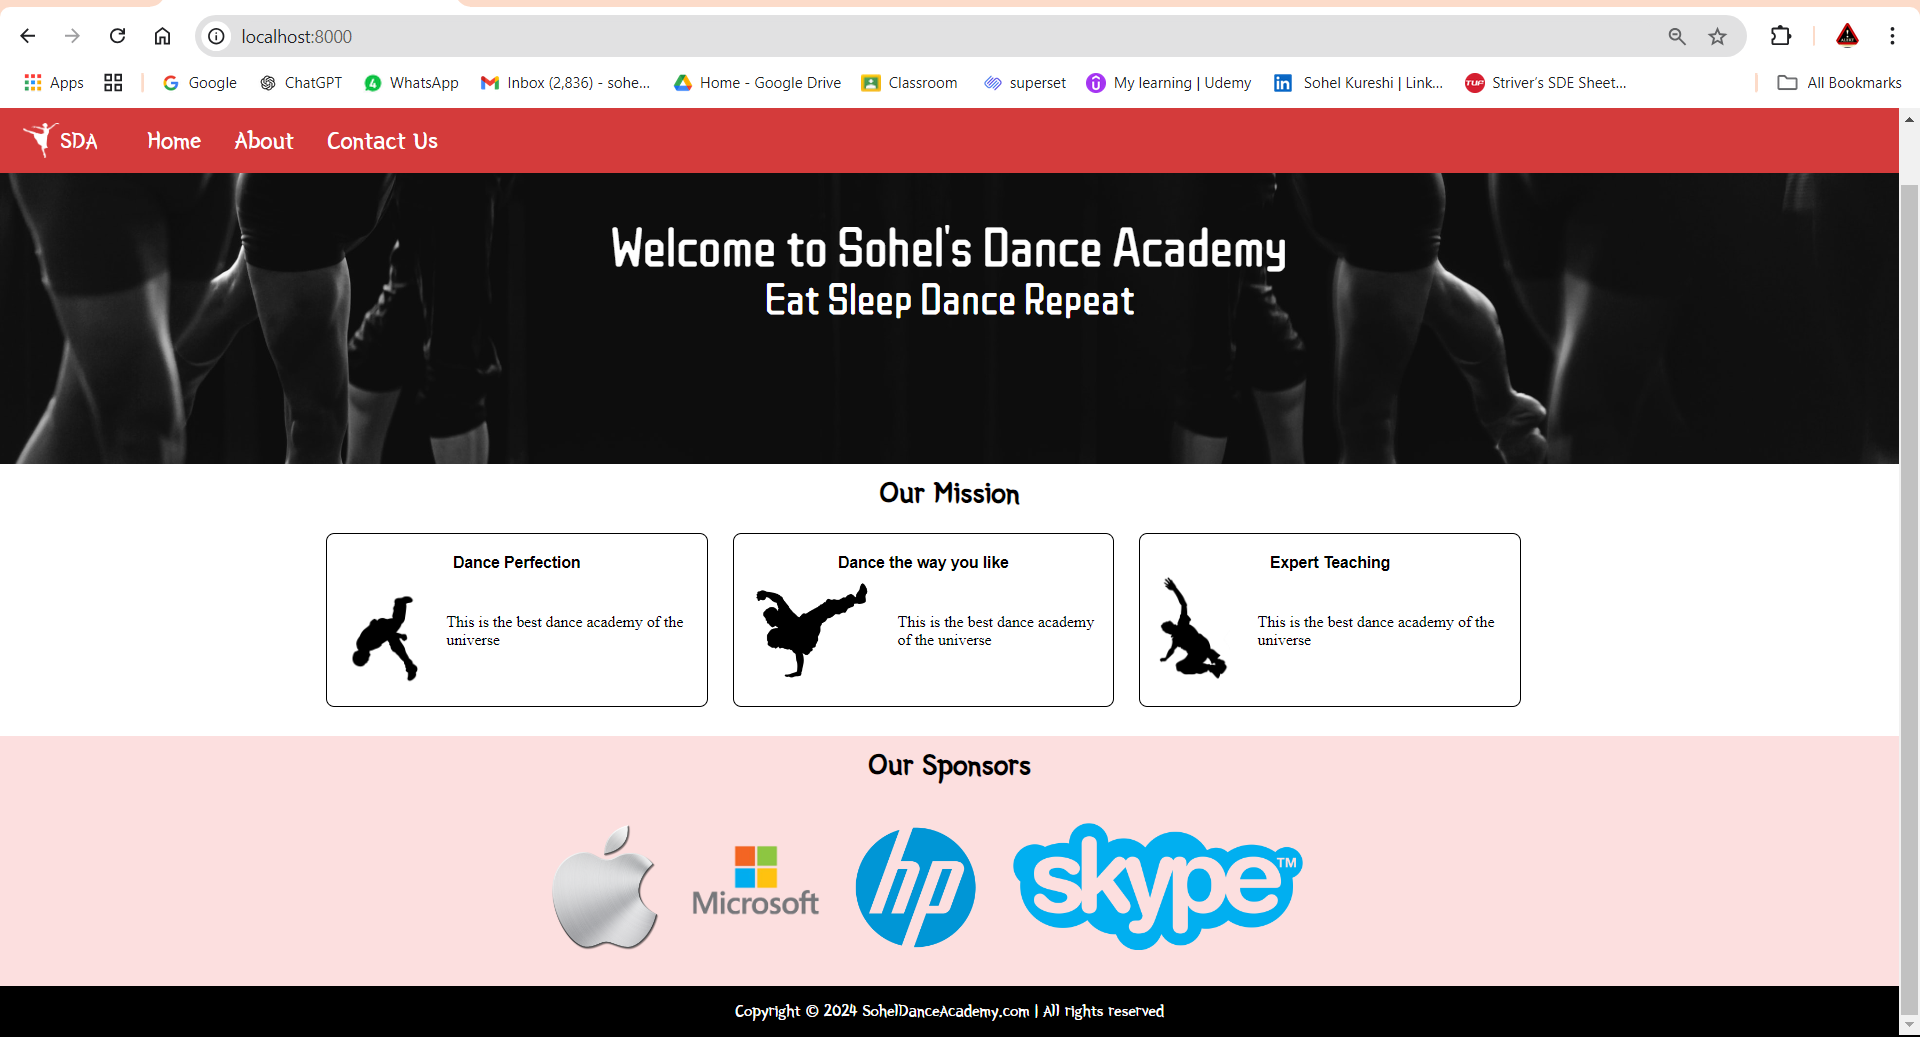 localhost:8000
Apps Google ChatGPT WhatsApp Inbox (2,836) - sohe... Home - Google Drive Classroom superset My learning | Udemy Sohel Kureshi | Link... Striver's SDE Sheet... All Bookmarks
SDA Home About Contact Us
Welcome to Sohel's Dance Academy
Eat Sleep Dance Repeat
Our Mission
Dance Perfection
This is the best dance academy of the
universe
Dance the way you like
This is the best dance academy
of the universe
Expert Teaching
This is the best dance academy of the
universe
Our Sponsors
Microsoft
hp
skype™
Copyright © 2024 SohelDanceAcademy.com | All rights reserved